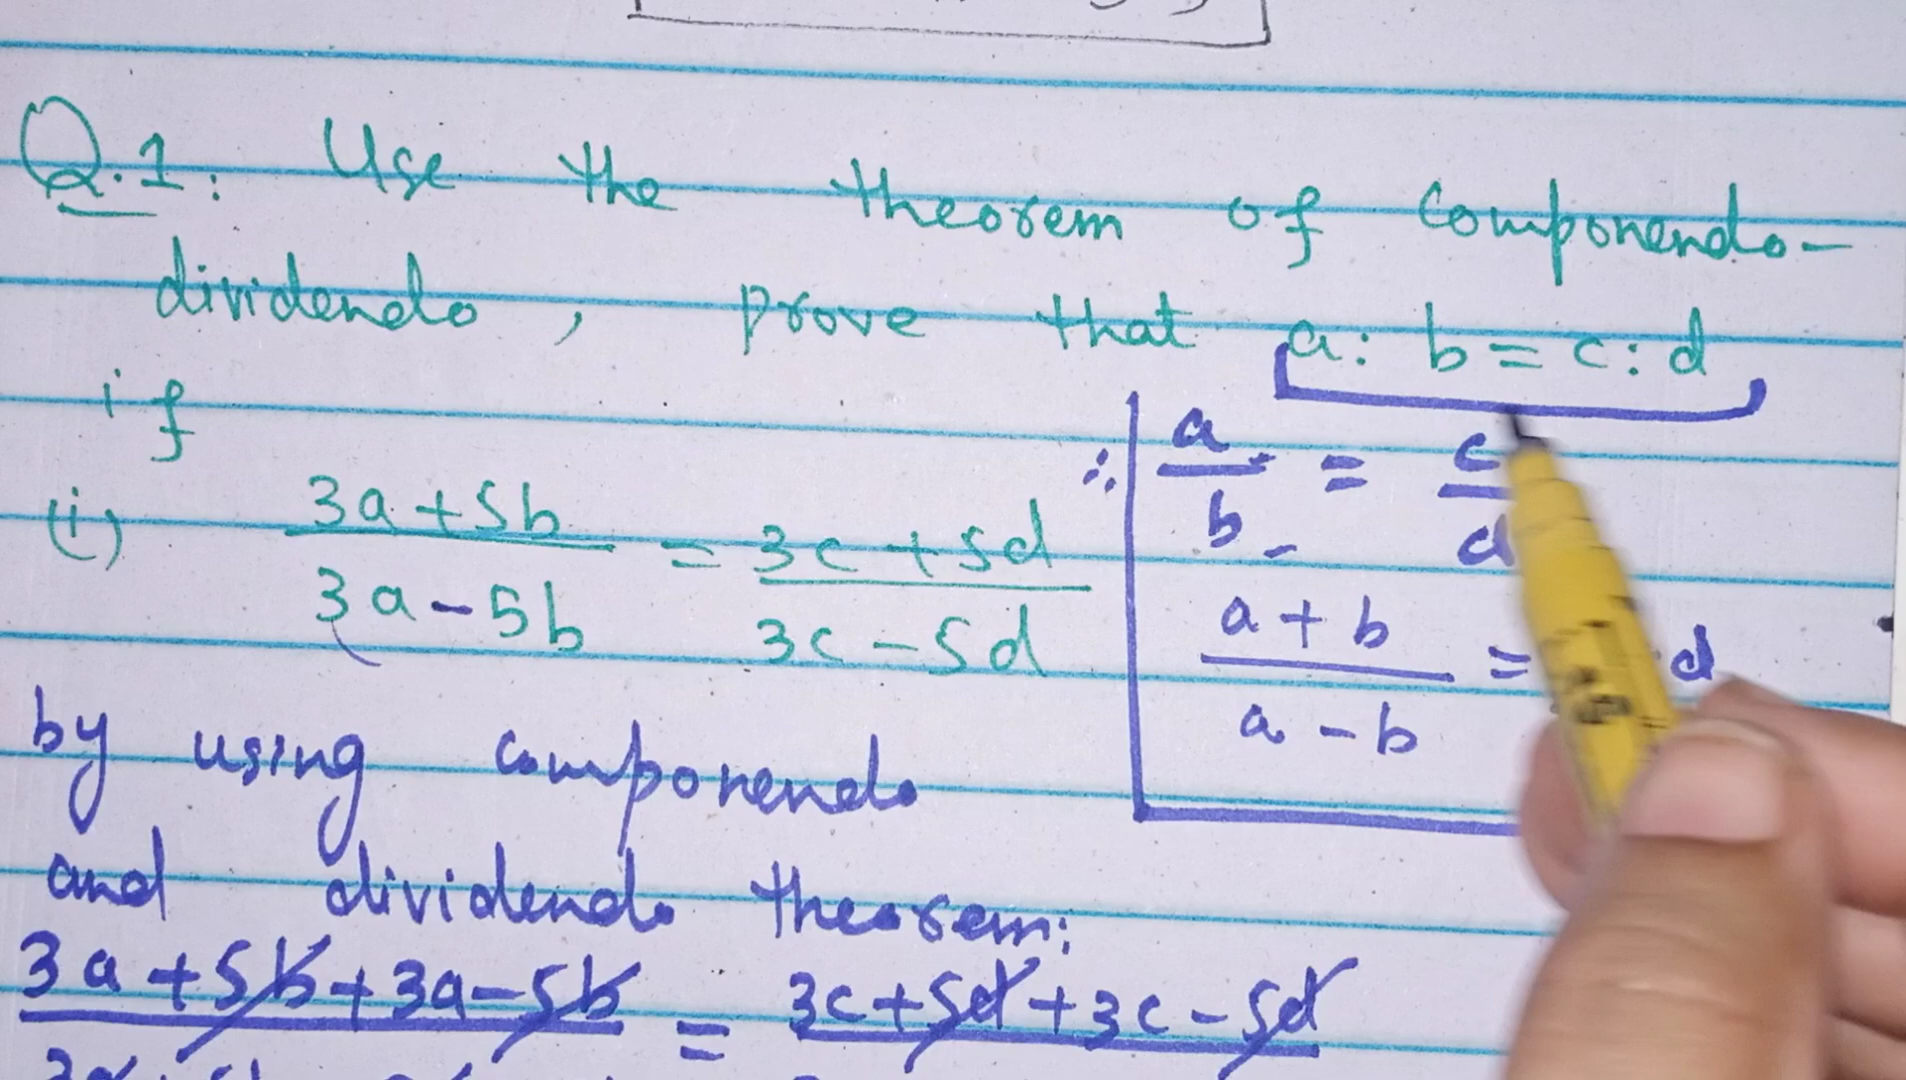 Q.1: Use the theorem of componendo-
dividendo, prove that a: b = c: d
if
(i) 3a+5b / 3a-5b = 3c+5d / 3c-5d
∴ a/b = c/d
a+b / a-b = d
by using componendo
and dividendo theorem:
3a+5b+3a-5b = 3c+5d+3c-5d